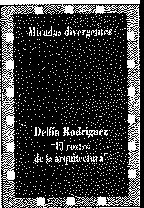 Miradas divergentes
Delfín Rodríguez
"El rostro
de la arquitectura"